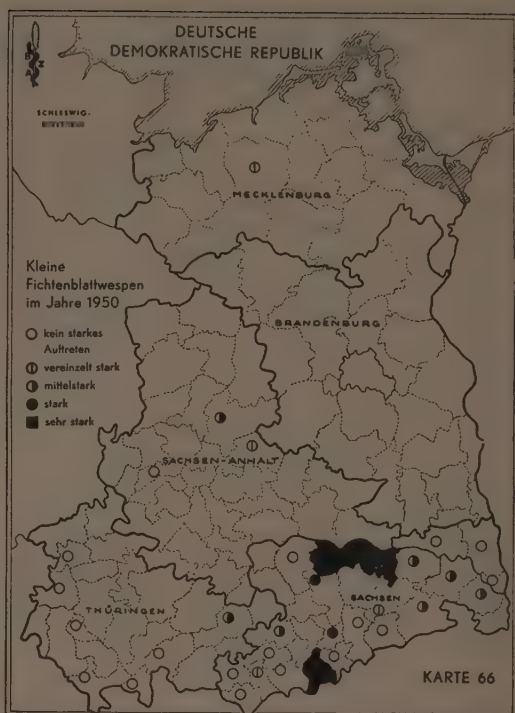 DEUTSCHE
DEMOKRATISCHE REPUBLIK
SCHLESWIG-
MECKLENBURG
Kleine
Fichtenblattwespen
im Jahre 1950
kein starkes
Auftreten
vereinzelt stark
mittelstark
stark
sehr stark
BRANDENBURG
SACHSEN-ANHALT
SACHSEN
THÜRINGEN
KARTE 66